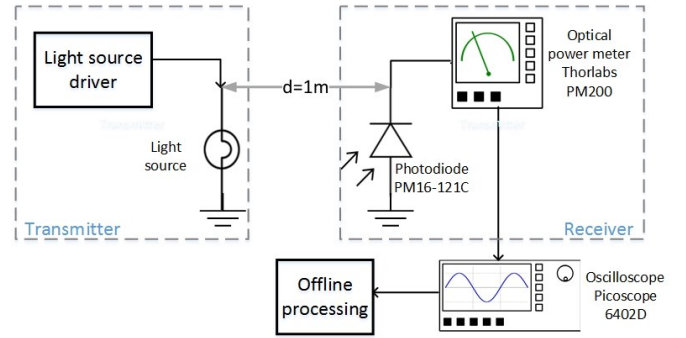 Light source
driver
d=1m
Light
source
Transmitter
Optical
power meter
Thorlabs
PM200
Photodiode
PM16-121C
Receiver
Offline
processing
Oscilloscope
Picoscope
6402D